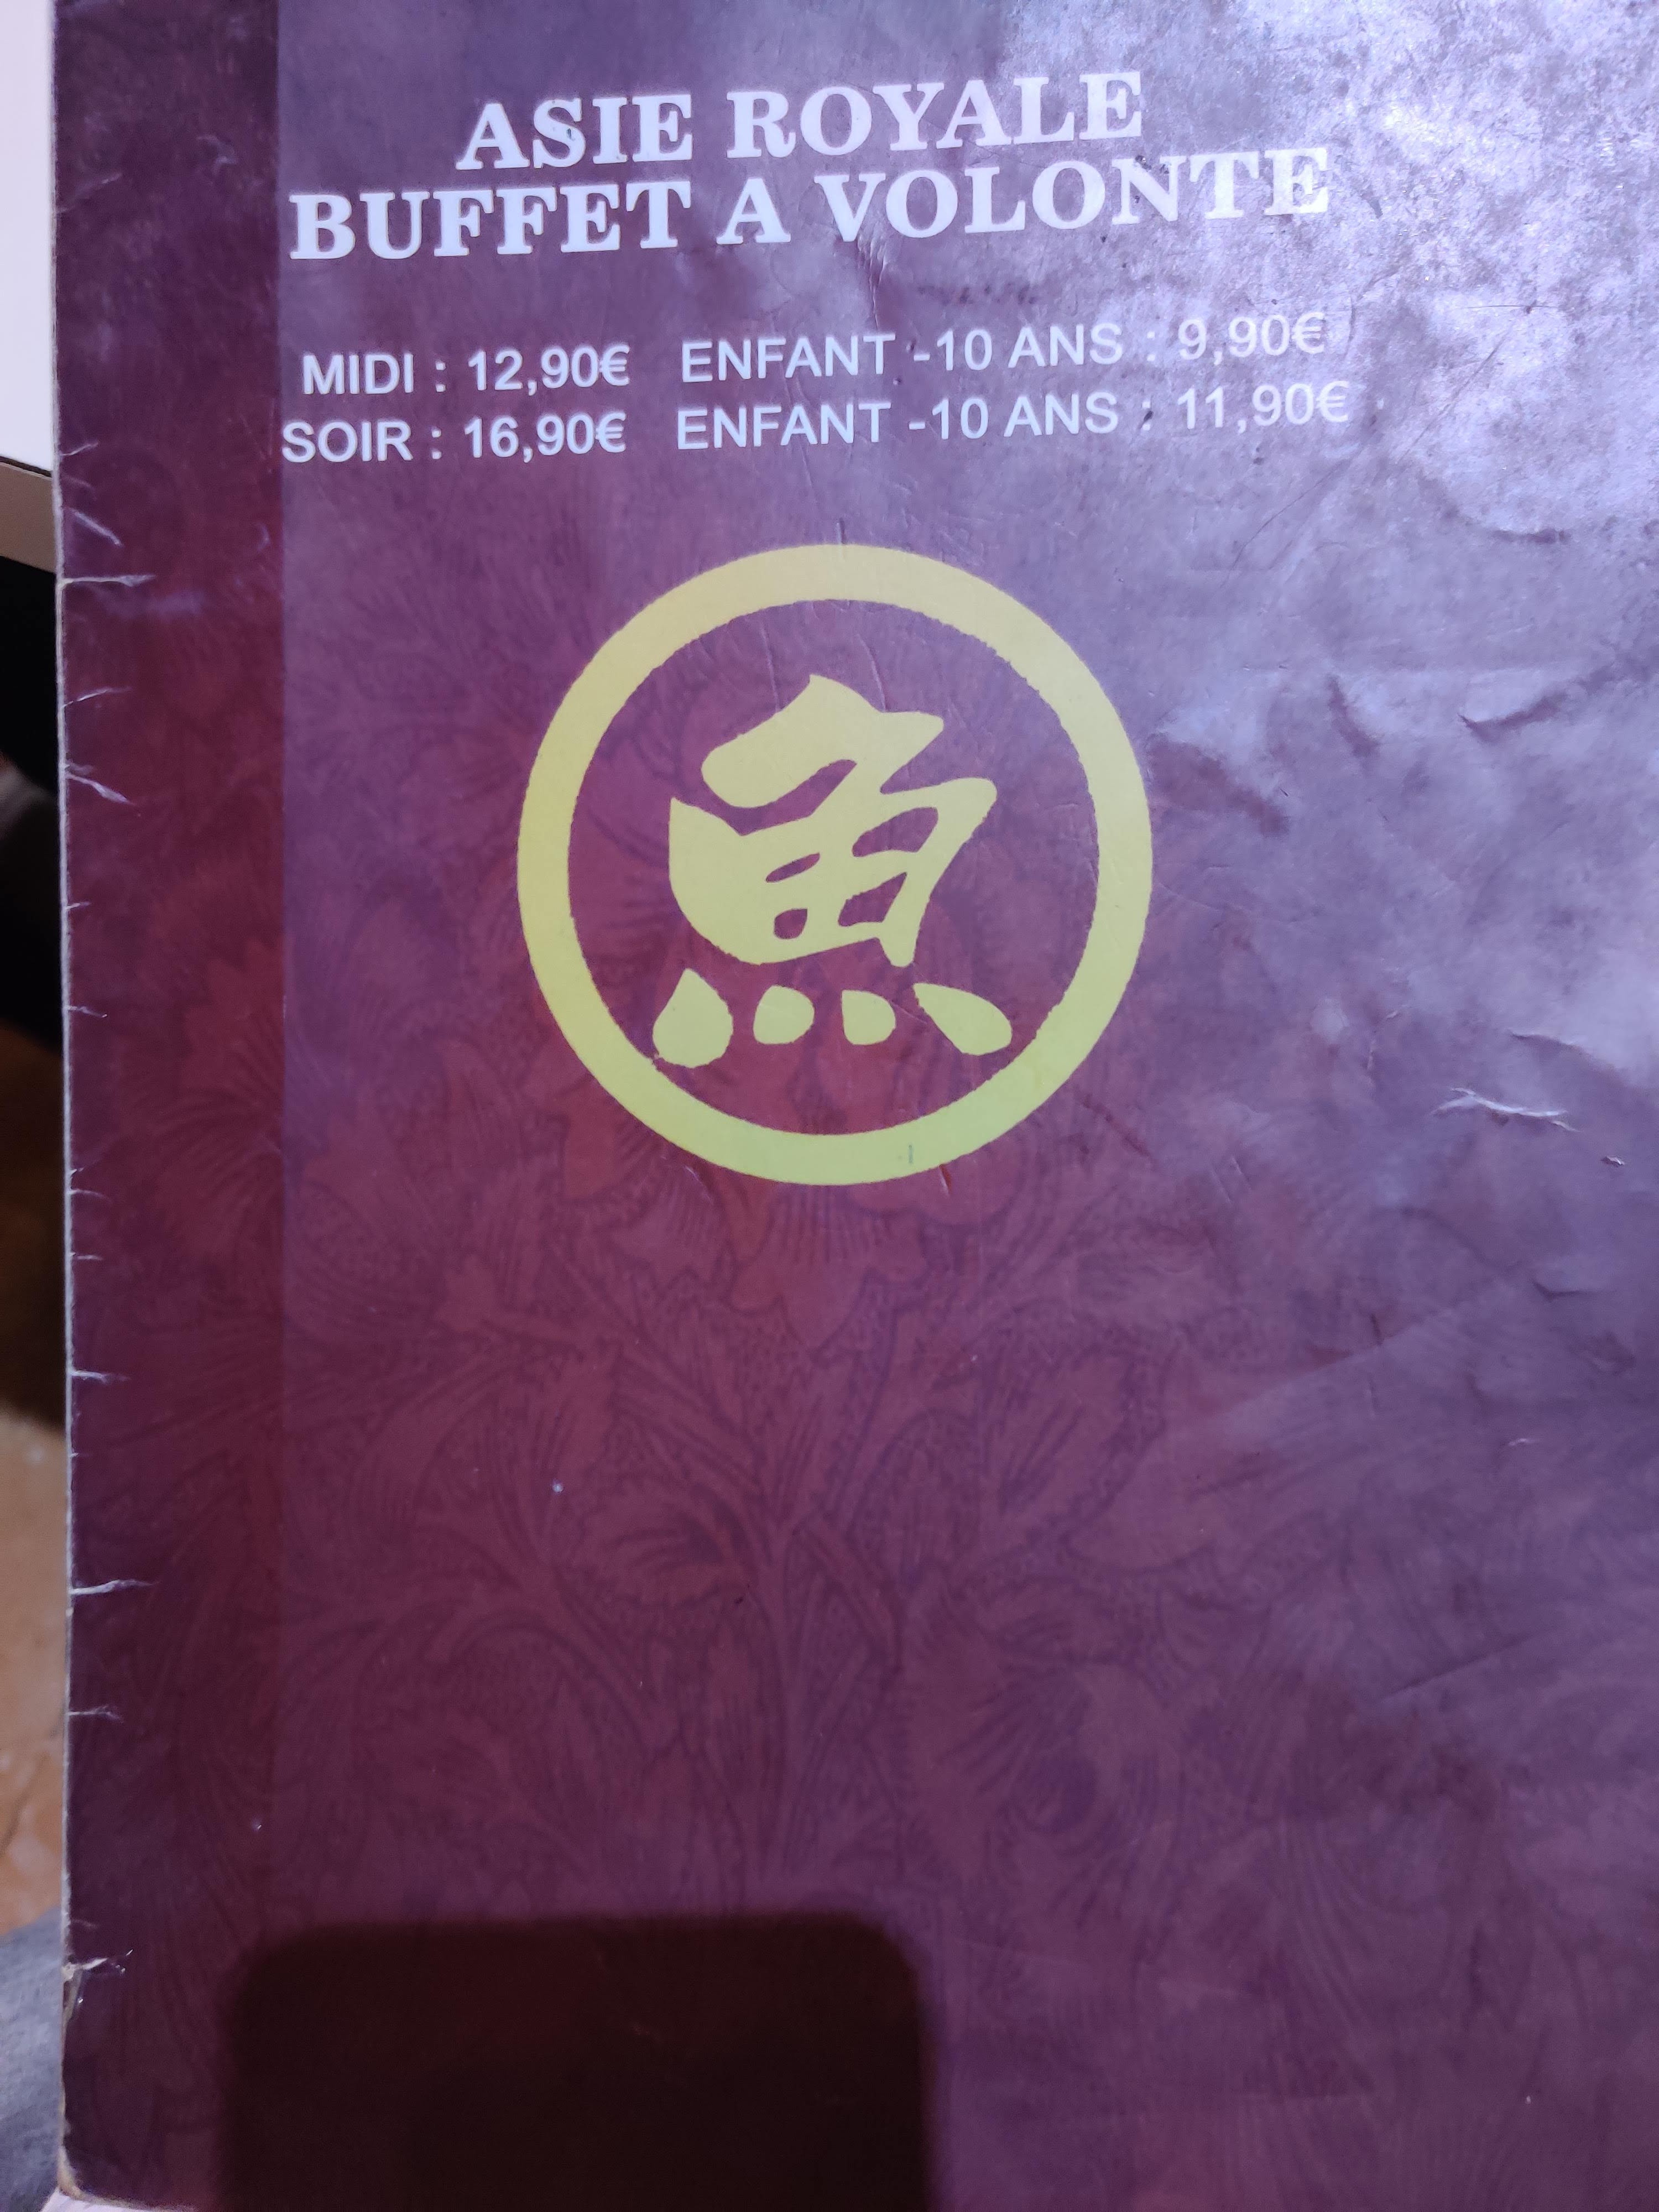 ASIE ROYALE
BUFFET A VOLONTE
MIDI : 12,90€ ENFANT -10 ANS : 9,90€
SOIR : 16,90€ ENFANT -10 ANS : 11,90€
魚